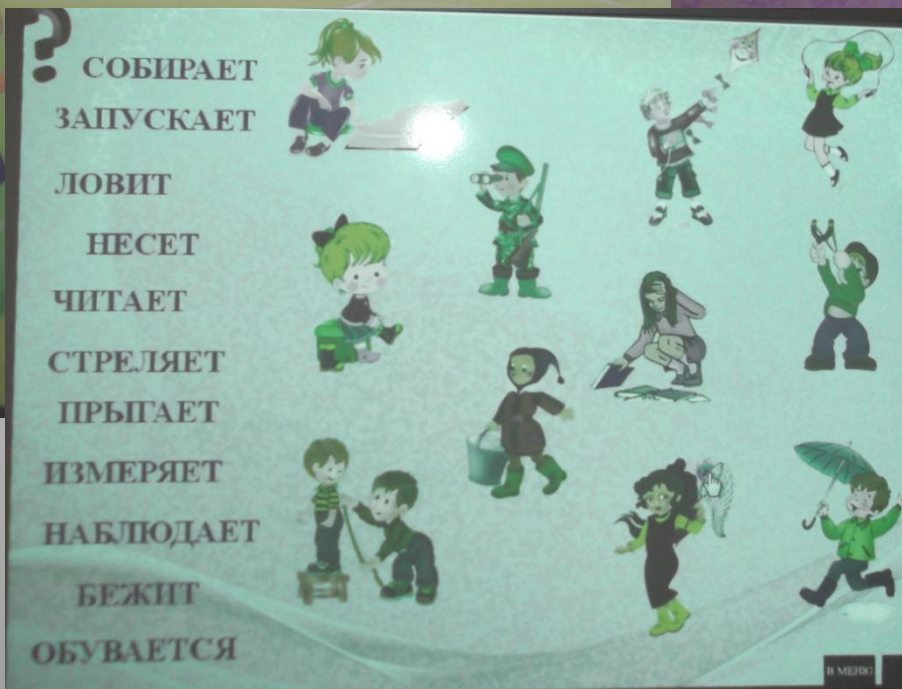 ?
СОБИРАЕТ
ЗАПУСКАЕТ
ЛОВИТ
НЕСЕТ
ЧИТАЕТ
СТРЕЛЯЕТ
ПРЫГАЕТ
ИЗМЕРЯЕТ
НАБЛЮДАЕТ
БЕЖИТ
ОБУВАЕТСЯ
В МЕНЮ